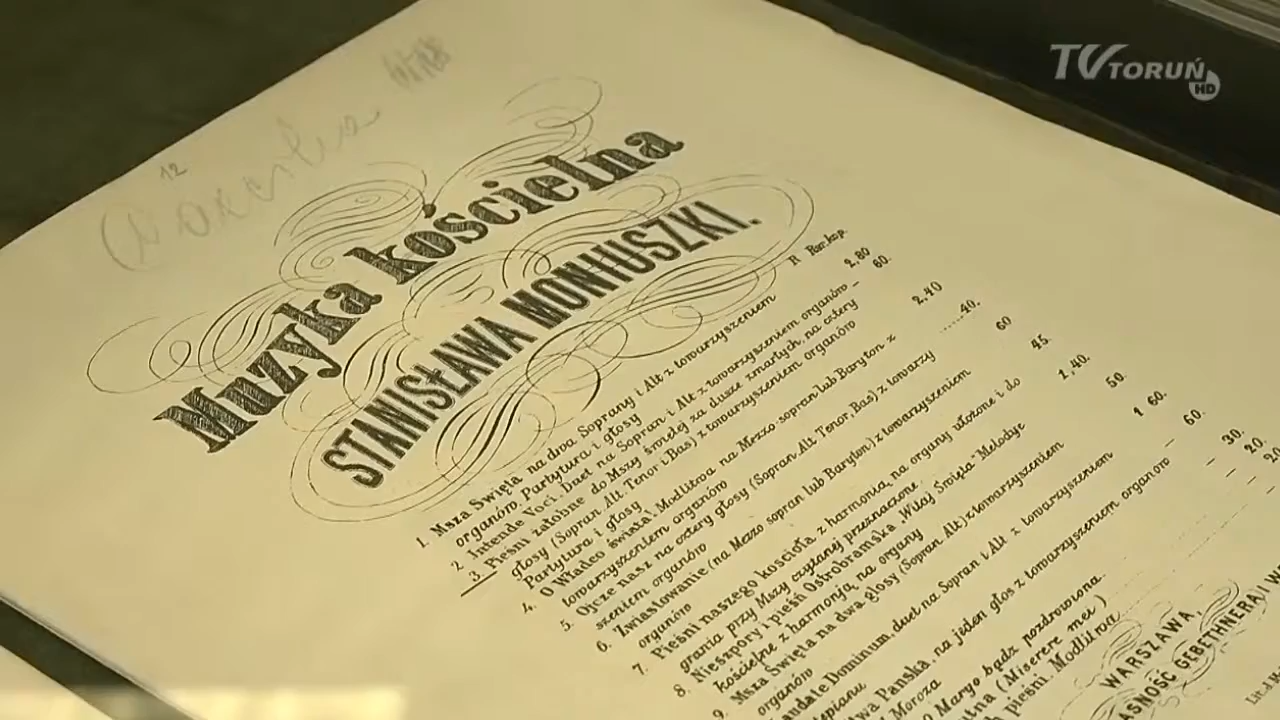 TV TORUŃ HD
12
Muzyka kościelna
STANISŁAWA MONIUSZKI.
R Par. kop.
1. Msza Święta na dwa Soprany i Alt z towarzyszeniem
organów. Partytura i głosy 2.80
2. Intende Voci. Duet na Sopran i Alt z towarzyszeniem organów – 60.
3. Pieśni żałobne do Mszy świętej za dusze zmarłych, na cztery
głosy (Sopran, Alt, Tenor i Bas) z towarzyszeniem organów
Partytura i głosy 2.40
4. O Władco świata! Modlitwa na Mezzo-sopran lub Baryton z
towarzyszeniem organów 40.
5. Ojcze nasz na cztery głosy (Sopran, Alt, Tenor, Bas) z towarzy
szeniem organów 60
6. Zwiastowanie (na Mezzo sopran lub Baryton) z towarzyszeniem
organów 45.
7. Pieśni naszego kościoła z harmonią, na organy ułożone i do
grania przy Mszy czytanej przeznaczone 1.40.
8. Nieszpory i pieśń Ostrobramska „Witaj Święta" Melodye
kościelne z harmonją na organy 50.
9. Msza Święta na dwa głosy (Sopran, Alt) z towarzyszeniem
organów 1 60.
Dominum, duet na Sopran i Alt z towarzyszeniem
60.
Pańska, na jeden głos z towarzyszeniem organów
Moroza 30.
Maryo bądź pozdrowiona. 20.
(Miserere mei)
pieśni. Modlitwa
WARSZAWA,
GEBETHNERA I